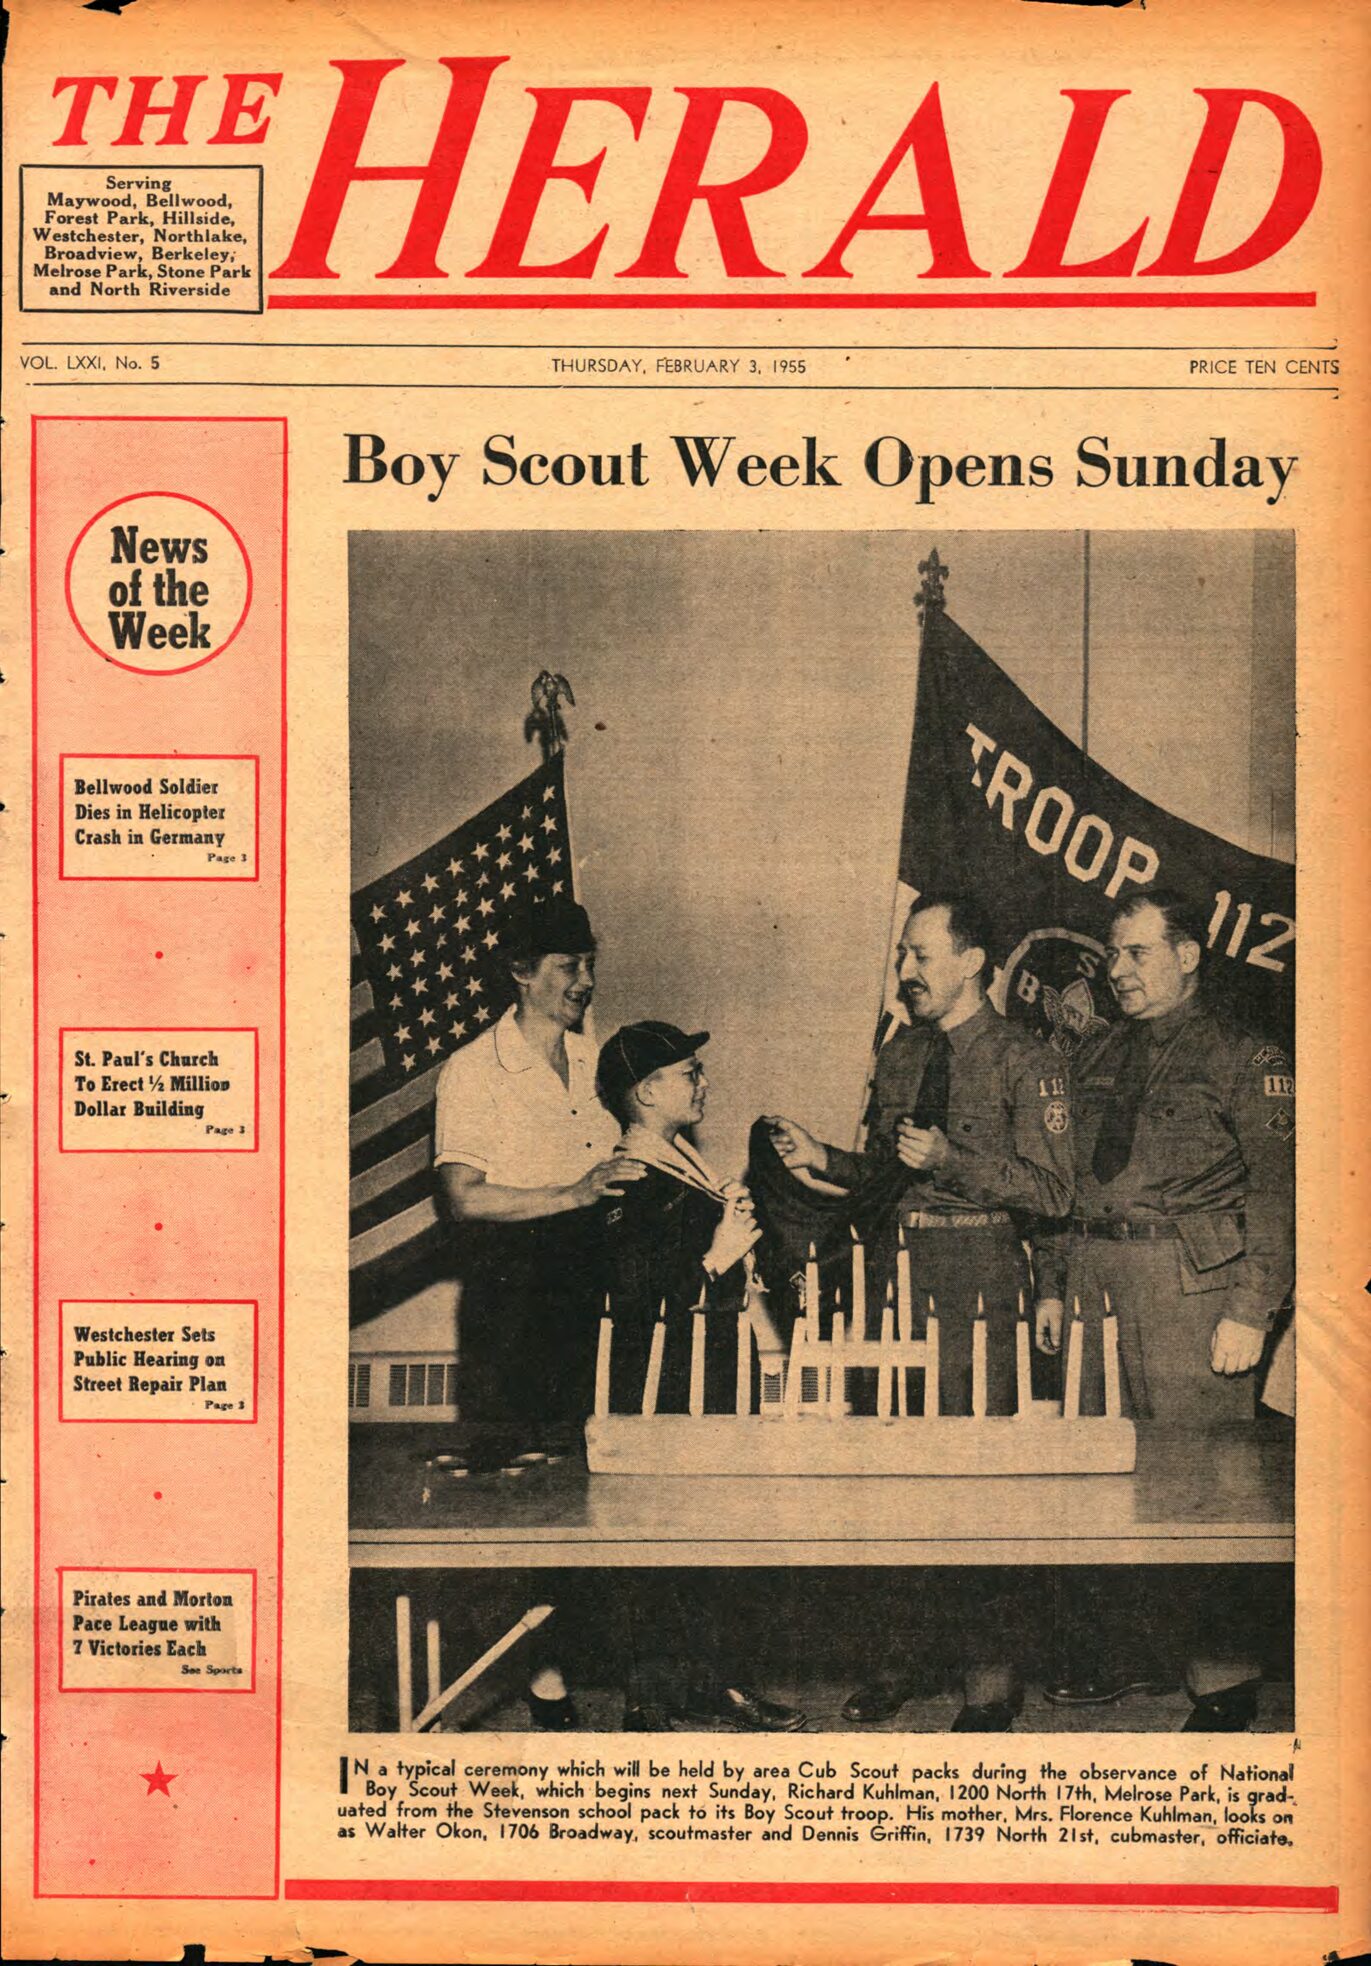 THE HERALD
Serving
Maywood, Bellwood,
Forest Park, Hillside,
Westchester, Northlake,
Broadview, Berkeley,
Melrose Park, Stone Park
and North Riverside
VOL. LXXI, No. 5
THURSDAY, FEBRUARY 3, 1955
PRICE TEN CENTS
News
of the
Week
Bellwood Soldier
Dies in Helicopter
Crash in Germany
Page 3
St. Paul's Church
To Erect ½ Million
Dollar Building
Page 3
Westchester Sets
Public Hearing on
Street Repair Plan
Page 3
Pirates and Morton
Pace League with
7 Victories Each
See Sports
Boy Scout Week Opens Sunday
TROOP 112
B S
112
112
IN a typical ceremony which will be held by area Cub Scout packs during the observance of National
Boy Scout Week, which begins next Sunday, Richard Kuhlman, 1200 North 17th, Melrose Park, is grad-
uated from the Stevenson school pack to its Boy Scout troop. His mother, Mrs. Florence Kuhlman, looks on
as Walter Okon, 1706 Broadway, scoutmaster and Dennis Griffin, 1739 North 21st, cubmaster, officiate.